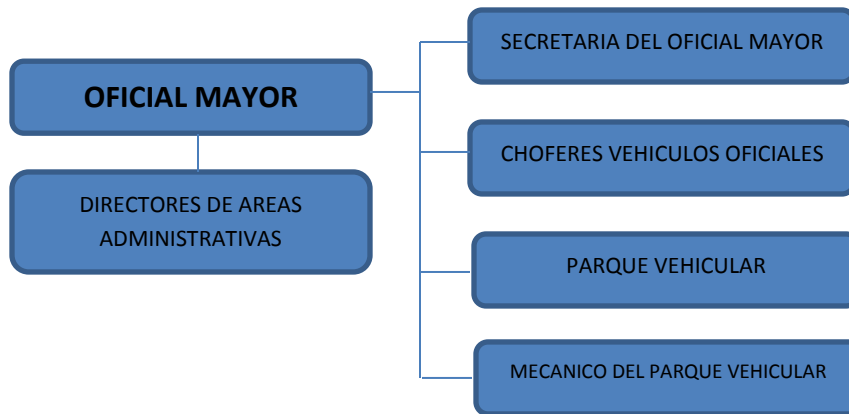 SECRETARIA DEL OFICIAL MAYOR
OFICIAL MAYOR
CHOFERES VEHICULOS OFICIALES
DIRECTORES DE AREAS
ADMINISTRATIVAS
PARQUE VEHICULAR
MECANICO DEL PARQUE VEHICULAR